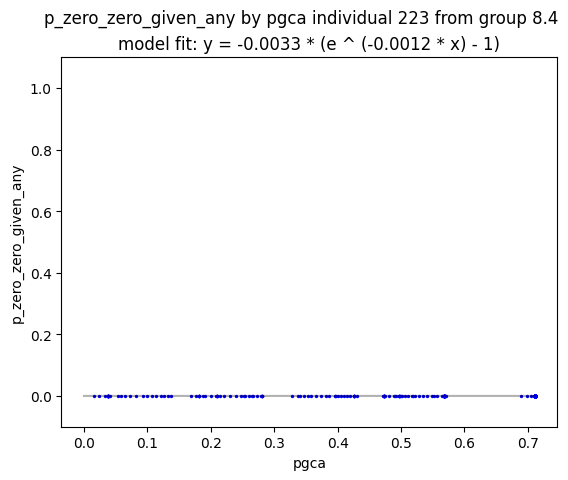 p_zero_zero_given_any by pgca individual 223 from group 8.4
model fit: y = -0.0033 * (e ^ (-0.0012 * x) - 1)
1.0
0.8
0.6
0.4
0.2
0.0
p_zero_zero_given_any
0.0 0.1 0.2 0.3 0.4 0.5 0.6 0.7
pgca